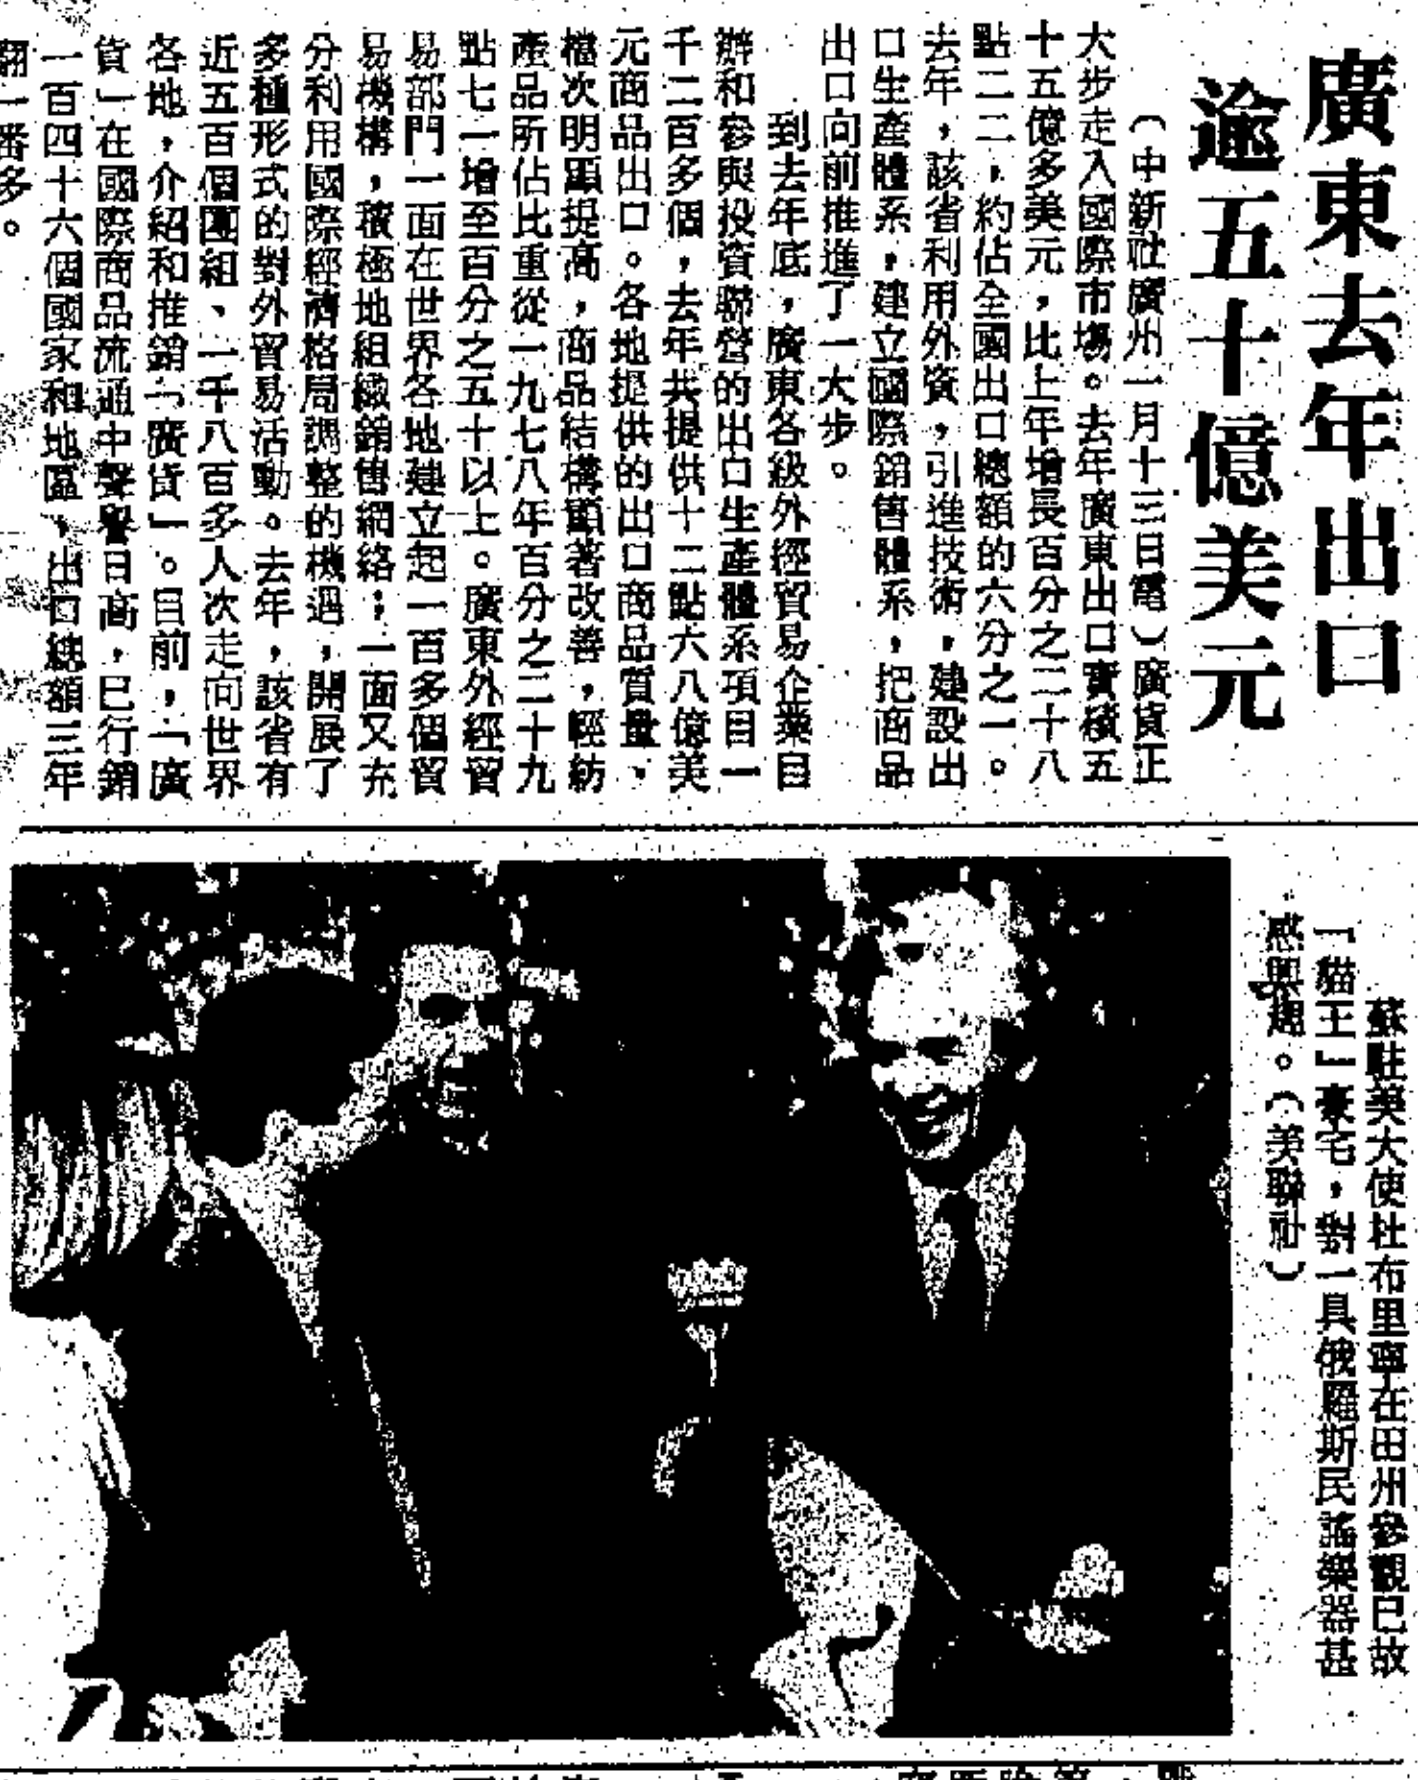 廣東去年出口
逾五十億美元
（中新社廣州一月十三日電）廣貨正
大步走入國際市場。去年廣東出口實績五
十五億多美元，比上年增長百分之二十八
點二二，約佔全國出口總額的六分之一。
去年，該省利用外資，引進技術，建設出
口生產體系，建立國際銷售體系，把商品
出口向前推進了一大步。
到去年底，廣東各級外經貿易企業自
辦和參與投資聯營的出口生產體系項目一
千二百多個，去年共提供十二點六八億美
元商品出口。各地提供的出口商品質量、
檔次明顯提高，商品結構顯著改善，輕紡
產品所佔比重從一九七八年百分之二十九
點七一增至百分之五十以上。廣東外經貿
易部門一面在世界各地建立起一百多個貿
易機構，積極地組織銷售網絡；一面又充
分利用國際經濟格局調整的機遇，開展了
多種形式的對外貿易活動。去年，該省有
近五百個團組、一千八百多人次走向世界
各地，介紹和推銷「廣貨」。目前，「廣
貨」在國際商品流通中聲譽日高，已行銷
一百四十六個國家和地區，出口總額三年
翻一番多。
蘇駐美大使杜布里寧在田州參觀已故
「貓王」豪宅，對一具俄羅斯民謠樂器甚
感興趣。（美聯社）